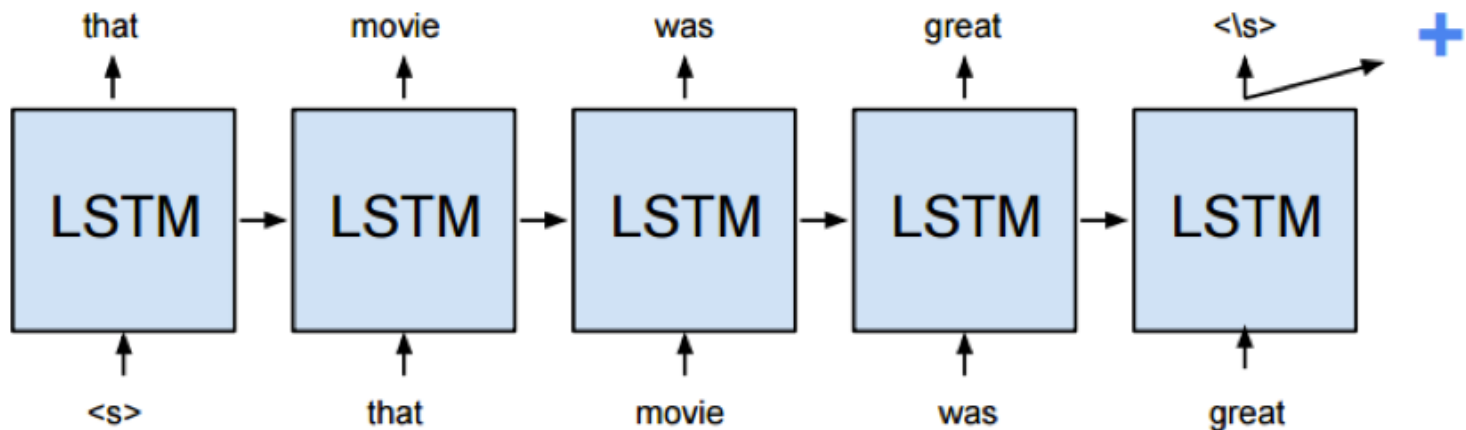 that movie was great <\s> +
LSTM LSTM LSTM LSTM LSTM
<s> that movie was great